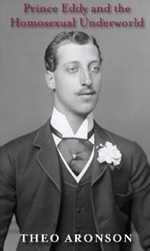 Prince Eddy and the
Homosexual Underworld
THEO ARONSON